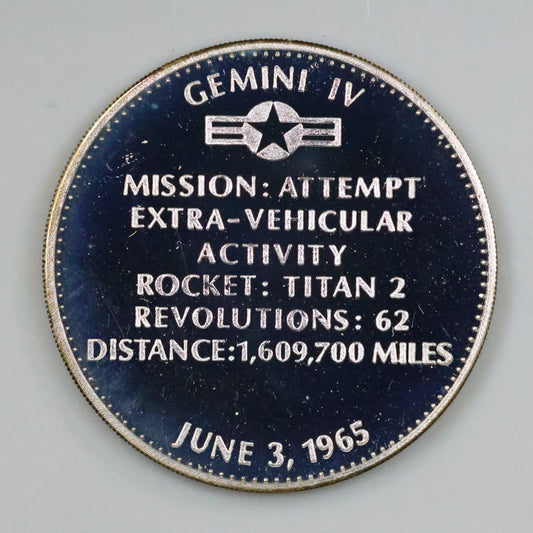 GEMINI IV
MISSION: ATTEMPT
EXTRA-VEHICULAR
ACTIVITY
ROCKET: TITAN 2
REVOLUTIONS: 62
DISTANCE:1,609,700 MILES
JUNE 3, 1965